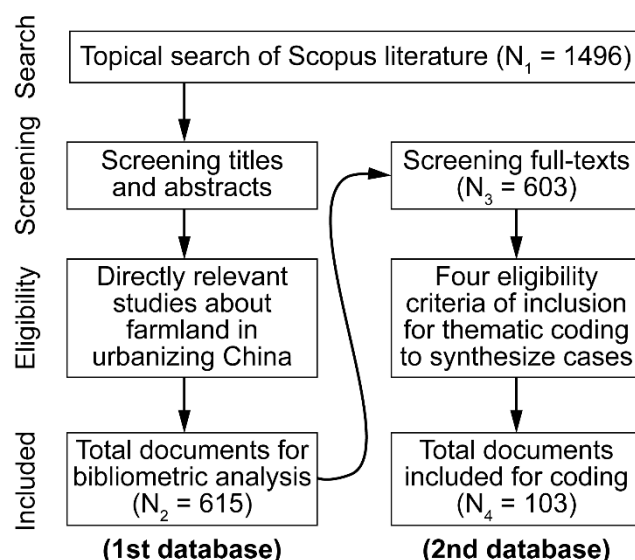 Search
Topical search of Scopus literature (N₁ = 1496)
Screening
Screening titles
and abstracts
Screening full-texts
(N₃ = 603)
Eligibility
Directly relevant
studies about
farmland in
urbanizing China
Four eligibility
criteria of inclusion
for thematic coding
to synthesize cases
Included
Total documents for
bibliometric analysis
(N₂ = 615)
Total documents
included for coding
(N₄ = 103)
(1st database)
(2nd database)